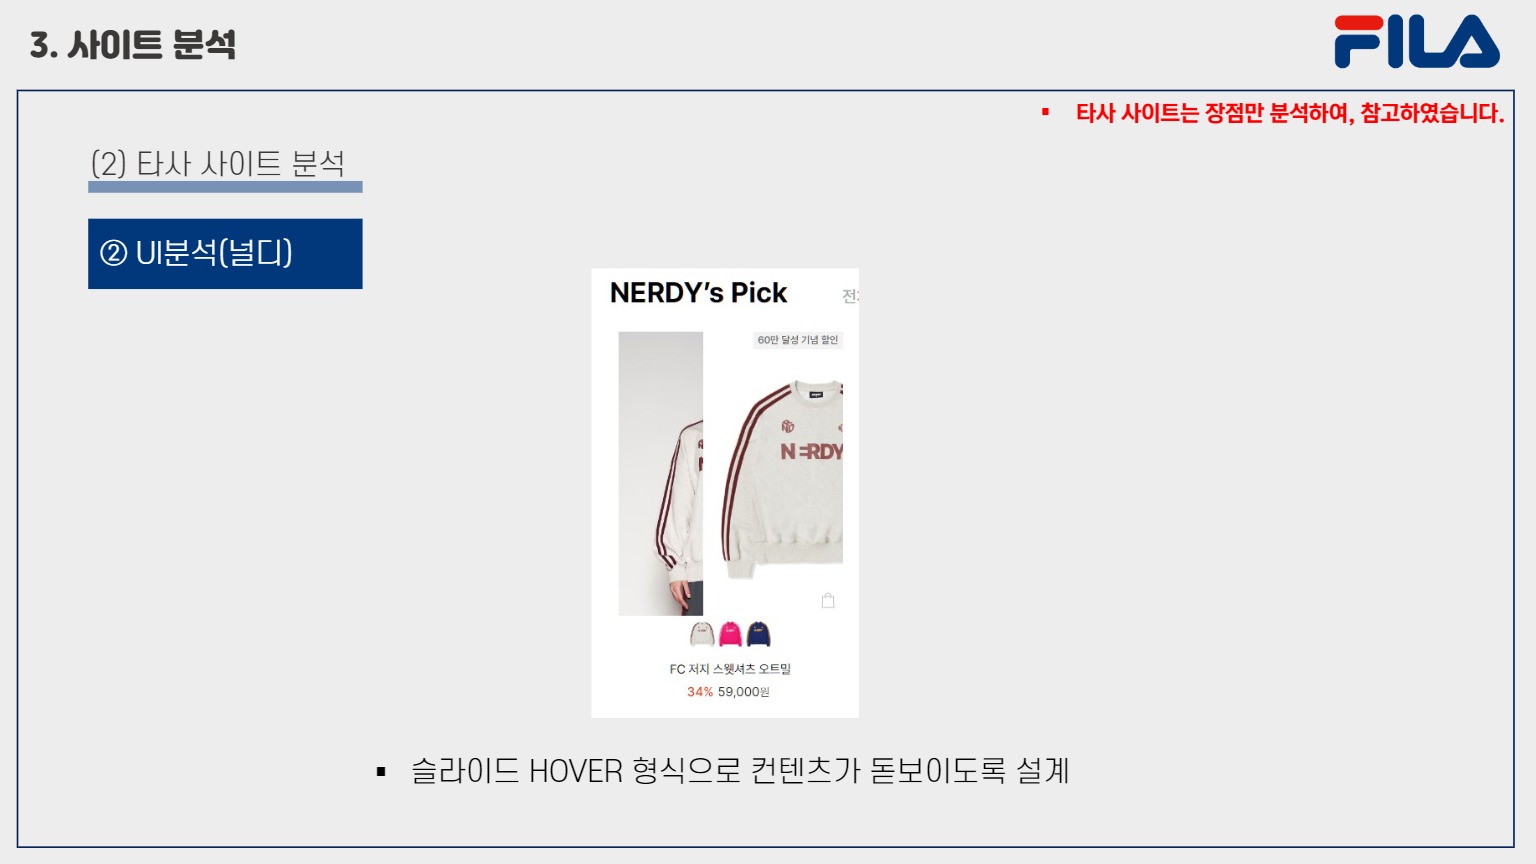 3. 사이트 분석
FILA
▪ 타사 사이트는 장점만 분석하여, 참고하였습니다.
(2) 타사 사이트 분석
② UI분석(널디)
NERDY's Pick
60만 달성 기념 할인
NERDY
FC 저지 스웻셔츠 오트밀
34% 59,000원
▪ 슬라이드 HOVER 형식으로 컨텐츠가 돋보이도록 설계